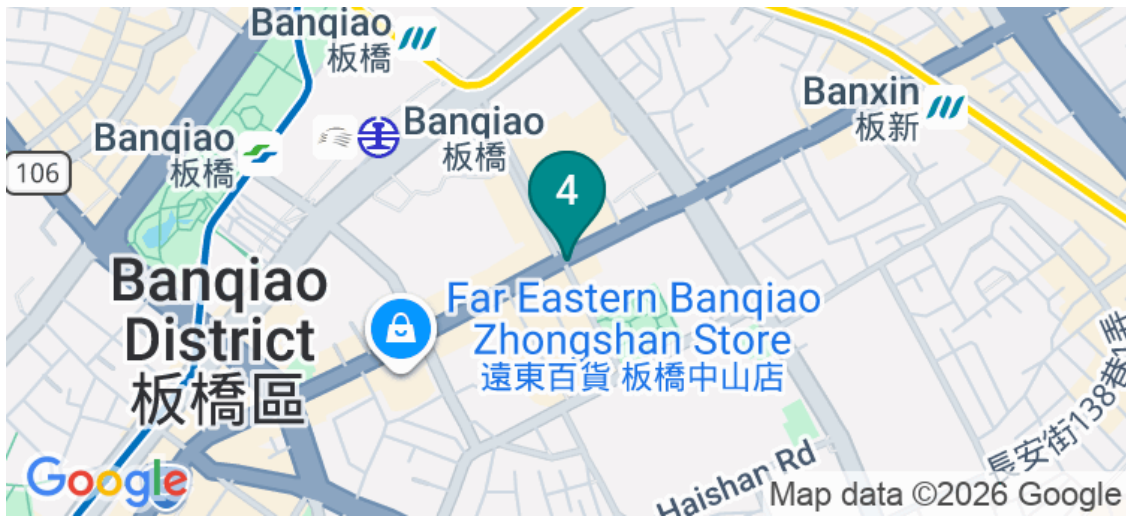 Banqiao
板橋
Banxin
板新
Banqiao
板橋
Banqiao
板橋
106
4
Banqiao
District
板橋區
Far Eastern Banqiao
Zhongshan Store
遠東百貨 板橋中山店
長安街138巷1弄
Haishan Rd
Google
Map data ©2026 Google